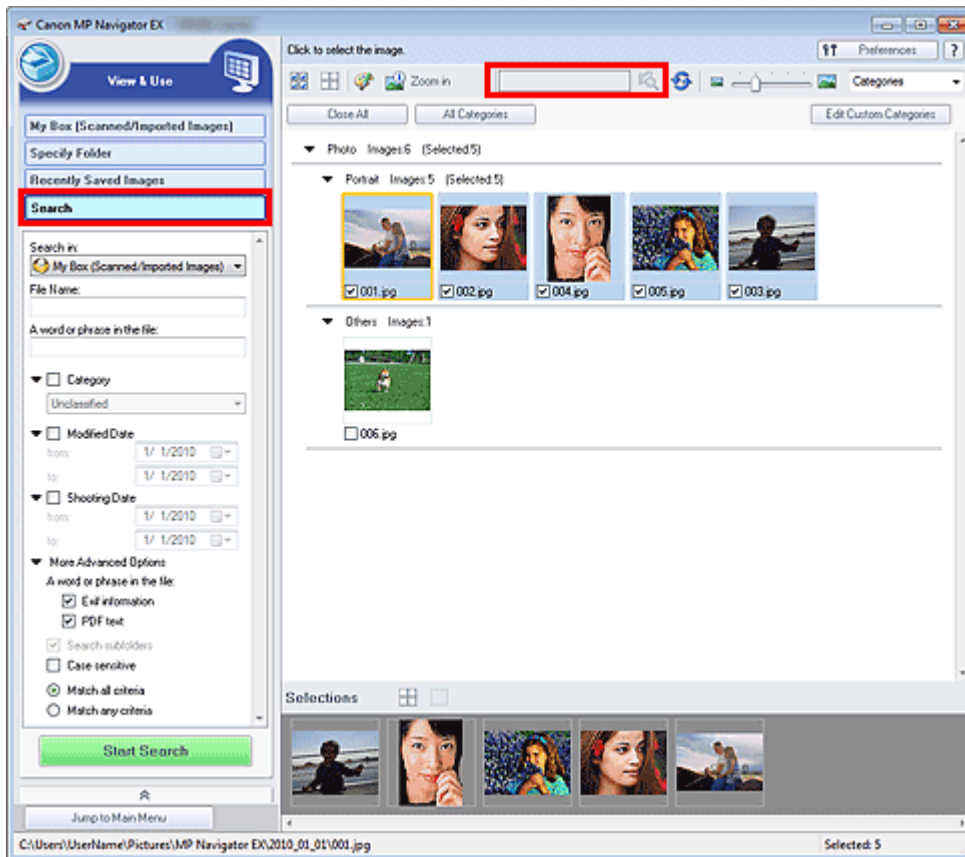 Canon MP Navigator EX
View & Use
My Box (Scanned/Imported Images)
Specify Folder
Recently Saved Images
Search
Search in:
My Box (Scanned/Imported Images)
File Name:
A word or phrase in the file:
Category
Unclassified
Modified Date
from: 1/ 1/2010
to: 1/ 1/2010
Shooting Date
from: 1/ 1/2010
to: 1/ 1/2010
More Advanced Options
A word or phrase in the file:
Exif information
PDF text
Search subfolders
Case sensitive
Match all criteria
Match any criteria
Start Search
Jump to Main Menu
Click to select the image.
Preferences ?
Zoom in
Categories
Close All
All Categories
Edit Custom Categories
Photo Images:6 (Selected:5)
Portrait Images:5 (Selected:5)
001.jpg 002.jpg 004.jpg 005.jpg 003.jpg
Others Images:1
006.jpg
Selections
C:\Users\UserName\Pictures\MP Navigator EX\2010_01_01\001.jpg
Selected: 5